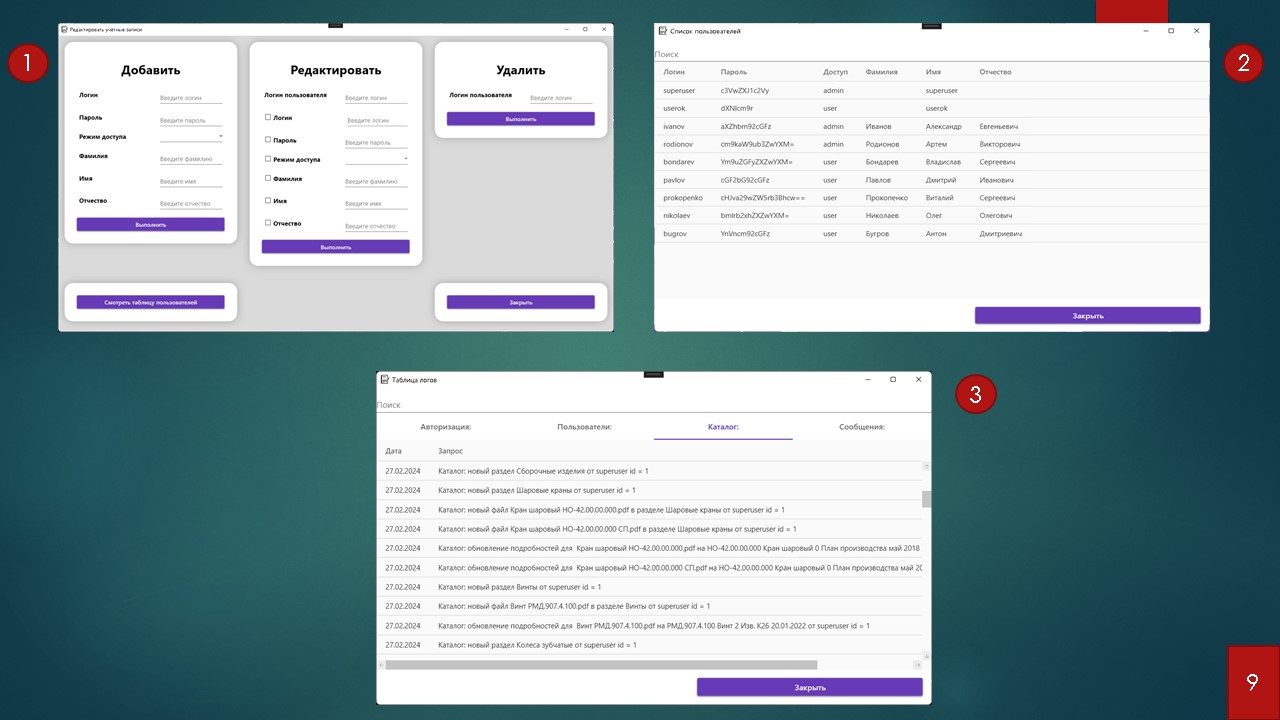 1
Редактировать учетные записи
Добавить
Логин Введите логин
Пароль Введите пароль
Режим доступа
Фамилия Введите фамилию
Имя Введите имя
Отчество Введите отчество
Выполнить
Смотреть таблицу пользователей
Редактировать
Логин пользователя Введите логин
Логин Введите логин
Пароль Введите пароль
Режим доступа
Фамилия Введите фамилию
Имя Введите имя
Отчество Введите отчество
Выполнить
Удалить
Логин пользователя Введите логин
Выполнить
Закрыть
2
Список пользователей
Поиск
Логин Пароль Доступ Фамилия Имя Отчество
superuser c3VwZXJ1c2Vy admin superuser
userok dXNlcm9r user userok
ivanov aXZhbm92cGFz admin Иванов Александр Евгеньевич
rodionov cm9kaW9ub3ZwYXM= admin Родионов Артем Викторович
bondarev Ym9uZGFyZXZwYXM= user Бондарев Владислав Сергеевич
pavlov cGF2bG92cGFz user Павлов Дмитрий Иванович
prokopenko cHJva29wZW5rb3Bhcw== user Прокопенко Виталий Сергеевич
nikolaev bmlrb2xhZXZwYXM= user Николаев Олег Олегович
bugrov YnVncm92cGFz user Бугров Антон Дмитриевич
Закрыть
3
Таблица логов
Поиск
Авторизация: Пользователи: Каталог: Сообщения:
Дата Запрос
27.02.2024 Каталог: новый раздел Сборочные изделия от superuser id = 1
27.02.2024 Каталог: новый раздел Шаровые краны от superuser id = 1
27.02.2024 Каталог: новый файл Кран шаровый НО-42.00.00.000.pdf в разделе Шаровые краны от superuser id = 1
27.02.2024 Каталог: новый файл Кран шаровый НО-42.00.00.000 СП.pdf в разделе Шаровые краны от superuser id = 1
27.02.2024 Каталог: обновление подробностей для Кран шаровый НО-42.00.00.000.pdf на НО-42.00.00.000 Кран шаровый 0 План производства май 2018
27.02.2024 Каталог: обновление подробностей для Кран шаровый НО-42.00.00.000 СП.pdf на НО-42.00.00.000 Кран шаровый 0 План производства май 20
27.02.2024 Каталог: новый раздел Винты от superuser id = 1
27.02.2024 Каталог: новый файл Винт РМД.907.4.100.pdf в разделе Винты от superuser id = 1
27.02.2024 Каталог: обновление подробностей для Винт РМД.907.4.100.pdf на РМД.907.4.100 Винт 2 Изв. К26 20.01.2022 от superuser id = 1
27.02.2024 Каталог: новый раздел Колеса зубчатые от superuser id = 1
Закрыть
9